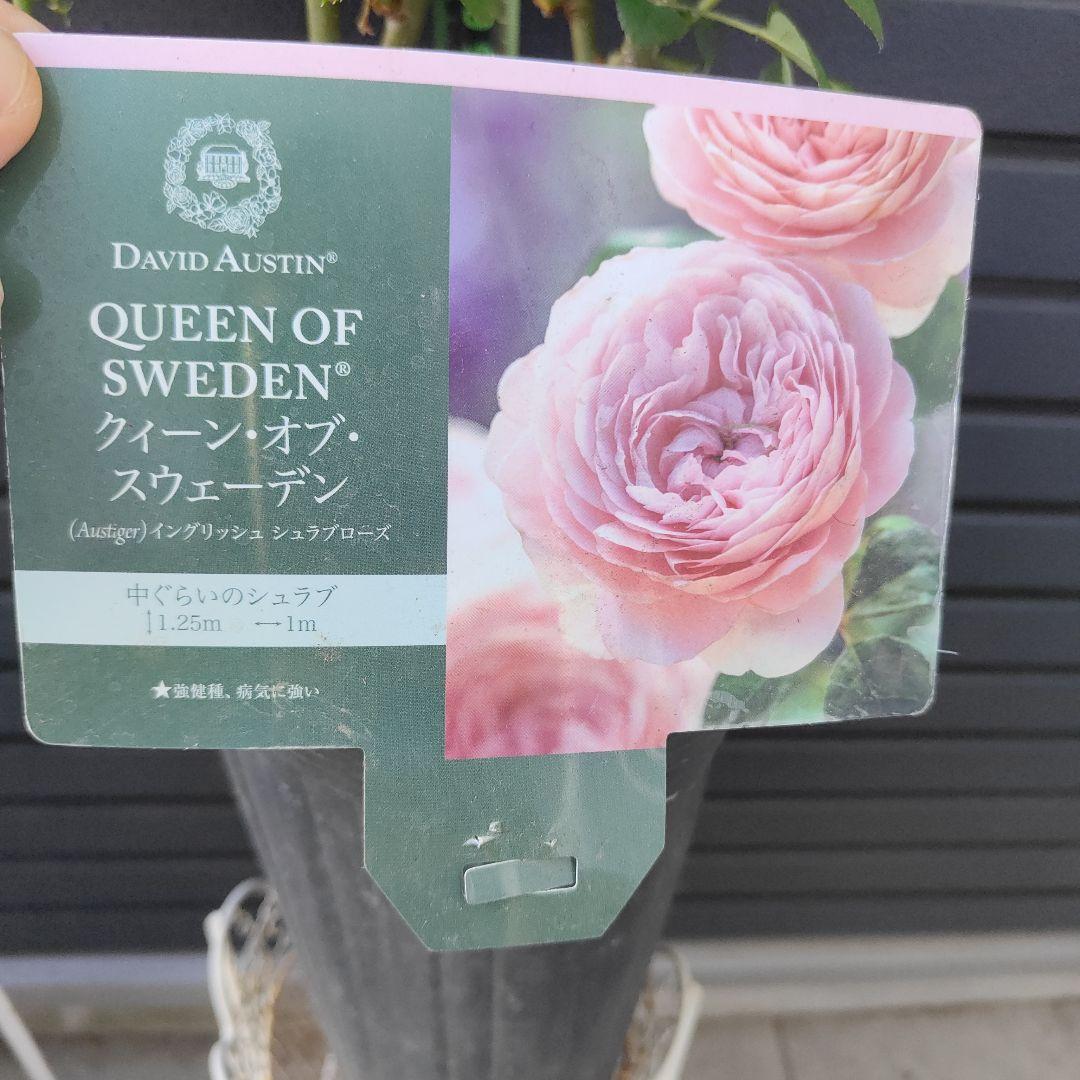 DAVID AUSTIN®
QUEEN OF
SWEDEN®
クィーン・オブ・
スウェーデン
(Austiger)イングリッシュ シュラブローズ
中ぐらいのシュラブ
↕1.25m ↔1m
★強健種、病気に強い